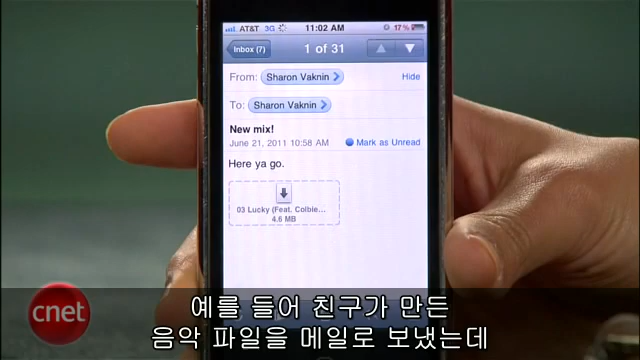 AT&T 3G 11:02 AM 17%
Inbox (7) 1 of 31
From: Sharon Vaknin Hide
To: Sharon Vaknin
New mix!
June 21, 2011 10:58 AM Mark as Unread
Here ya go.
03 Lucky (Feat. Colbie...
4.6 MB
cnet
예를 들어 친구가 만든
음악 파일을 메일로 보냈는데